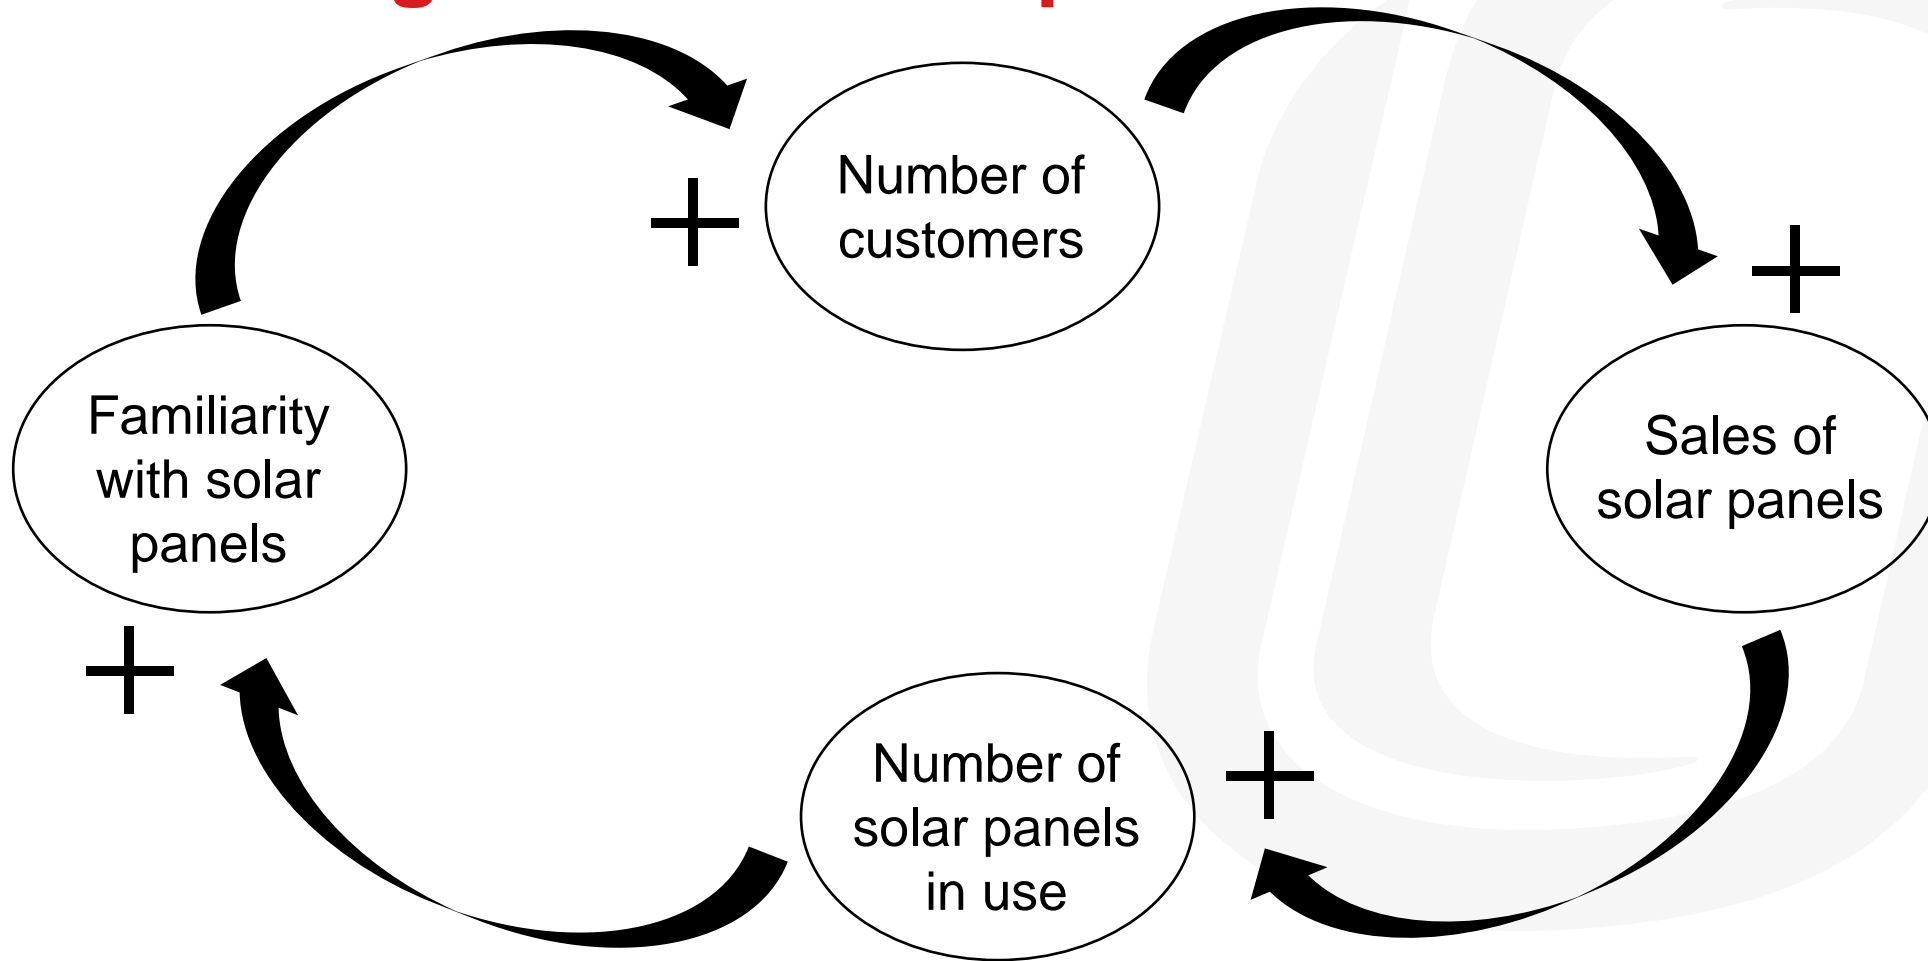 Number of
customers
Familiarity
with solar
panels
Sales of
solar panels
Number of
solar panels
in use